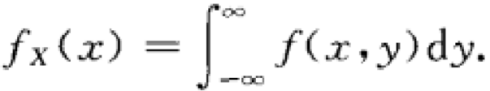 f_X(x) = ∫_{-∞}^{∞} f(x,y)dy.